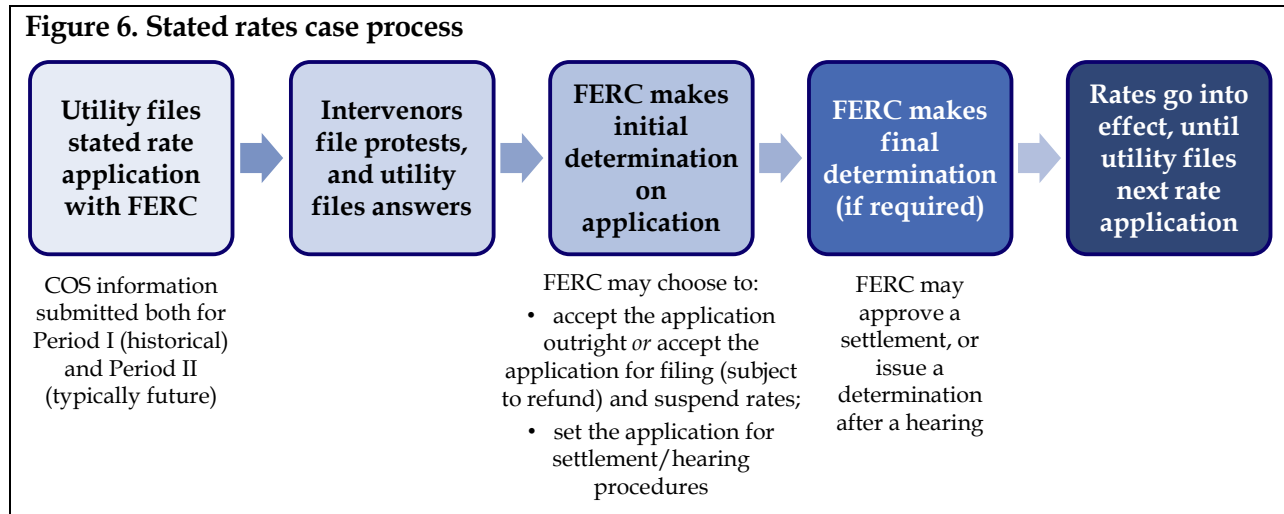 Figure 6. Stated rates case process
Utility files
stated rate
application
with FERC
Intervenors
file protests,
and utility
files answers
FERC makes
initial
determination
on
application
FERC makes
final
determination
(if required)
Rates go into
effect, until
utility files
next rate
application
COS information
submitted both for
Period I (historical)
and Period II
(typically future)
FERC may choose to:
• accept the application
outright or accept the
application for filing (subject
to refund) and suspend rates;
• set the application for
settlement/hearing
procedures
FERC may
approve a
settlement, or
issue a
determination
after a hearing